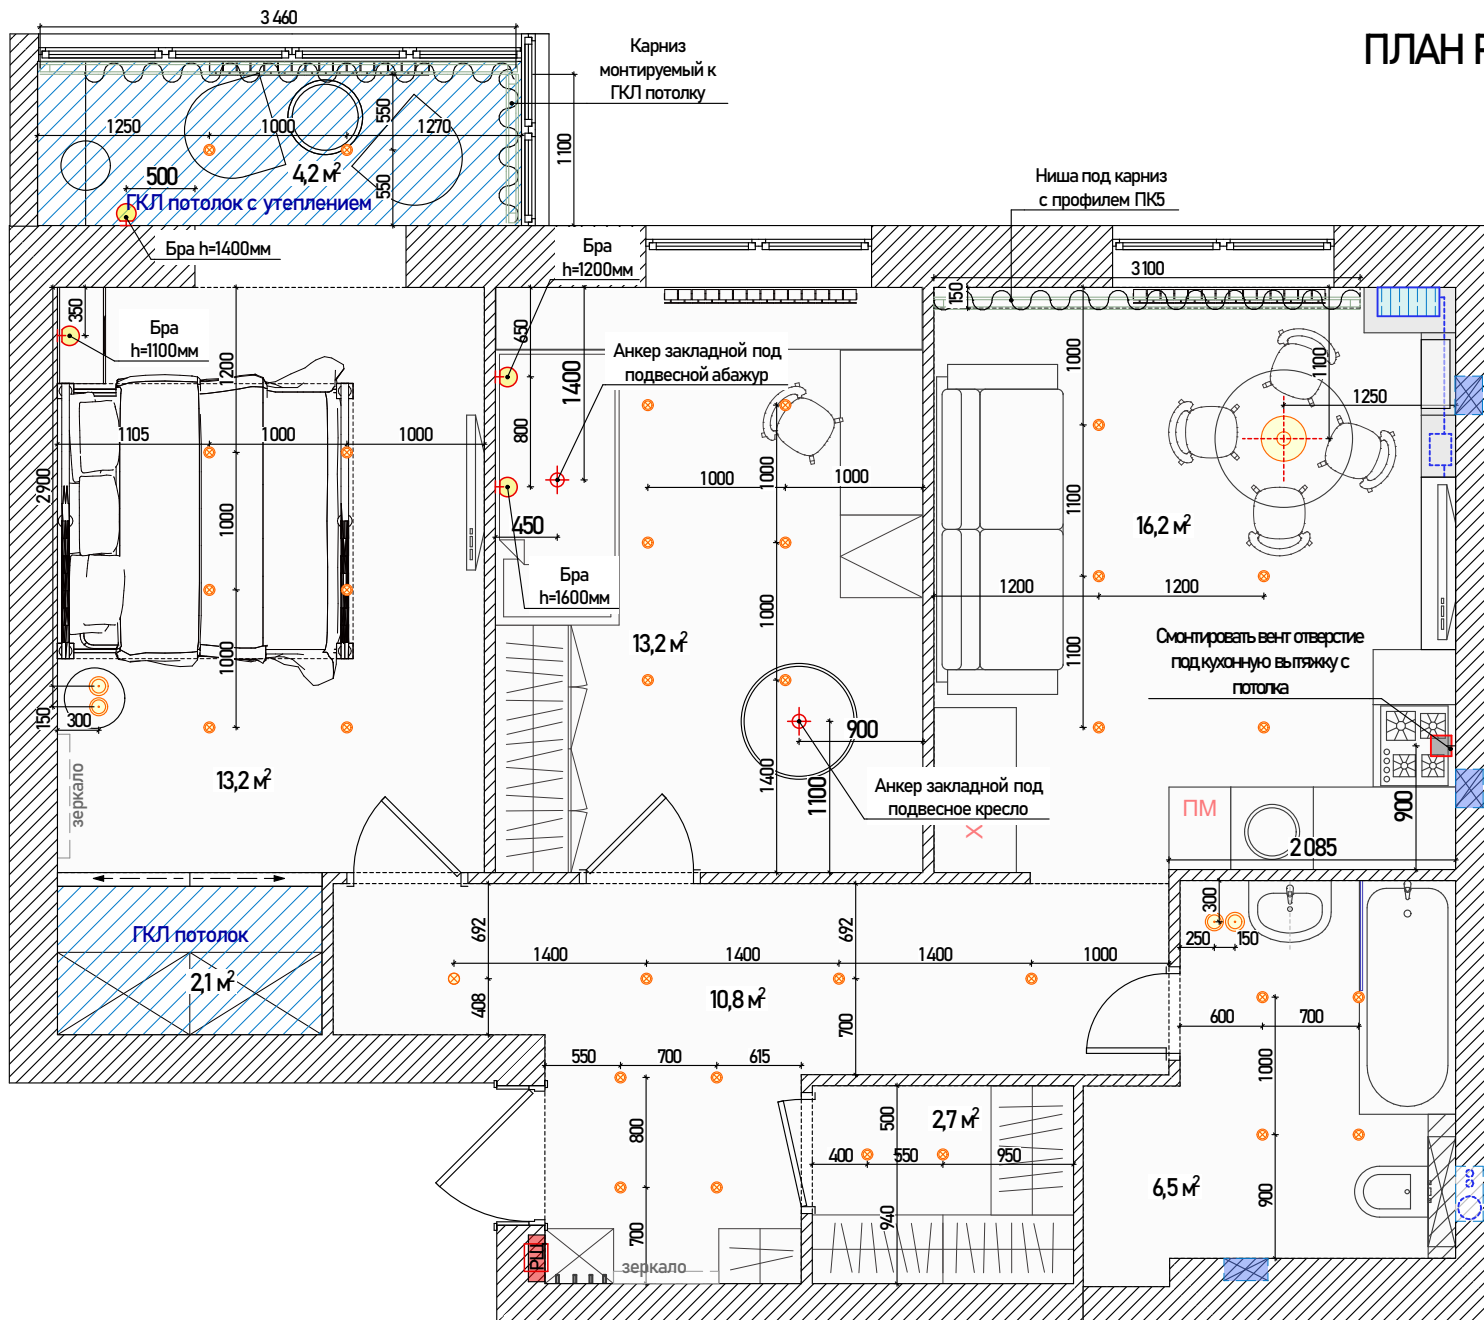 ПЛАН Р
3 460
Карниз
монтируемый к
ГКЛ потолку
1250
1000
1270
550
550
1100
4,2 м²
500
ГКЛ потолок с утеплением
Бра h=1400мм
Бра
h=1200мм
Ниша под карниз
с профилем ПК5
3100
150
350
Бра
h=1100мм
1200
650
1400
Анкер закладной под
подвесной абажур
1000
1100
1250
1105
1000
1000
800
2900
1000
1000
1000
1000
450
1100
16,2 м²
Бра
h=1600мм
1000
1200
1200
13,2 м²
1000
1100
Смонтировать вент отверстие
под кухонную вытяжку с
потолка
150
300
900
13,2 м²
зеркало
1400
1100
Анкер закладной под
подвесное кресло
Х
ПМ
900
2 085
ГКЛ потолок
2,1 м²
692
692
300
250
150
1400
1400
1400
1000
408
10,8 м²
700
600
700
550
700
615
1000
800
500
2,7 м²
400
550
950
6,5 м²
900
940
700
РЩ
зеркало